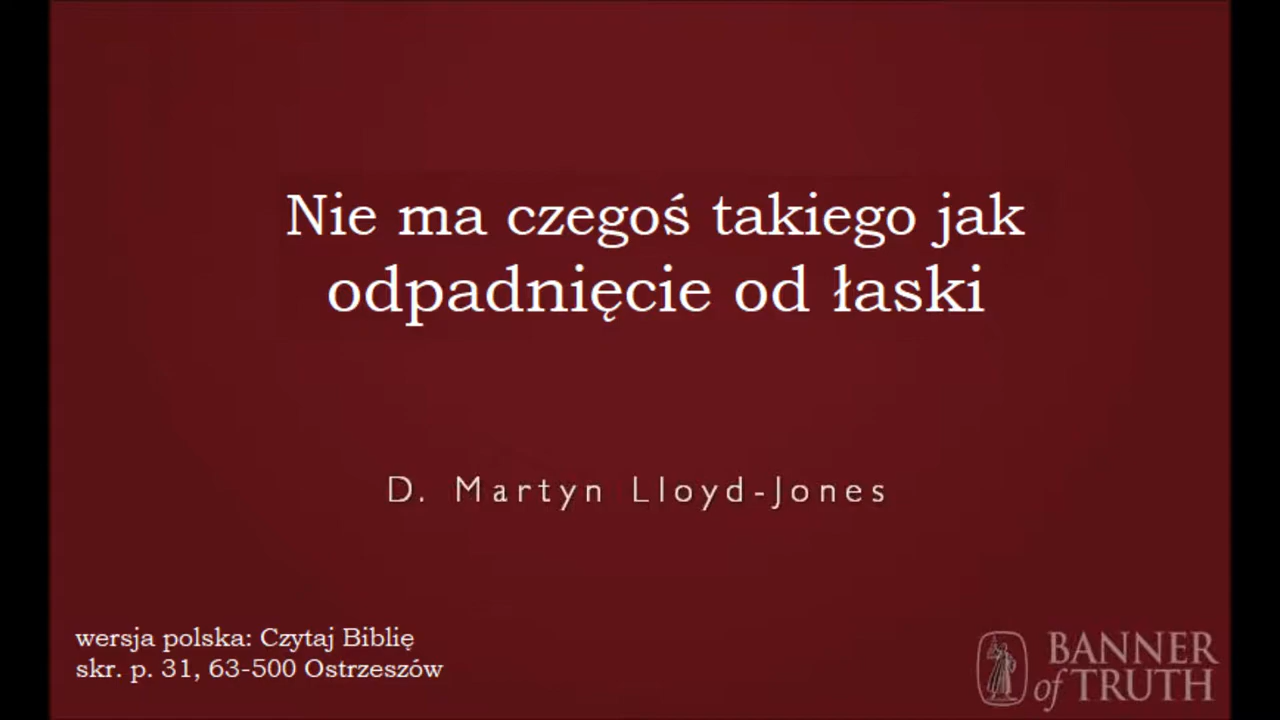 Nie ma czegoś takiego jak
odpadnięcie od łaski
D. Martyn Lloyd-Jones
wersja polska: Czytaj Biblię
skr. p. 31, 63-500 Ostrzeszów
BANNER
of TRUTH